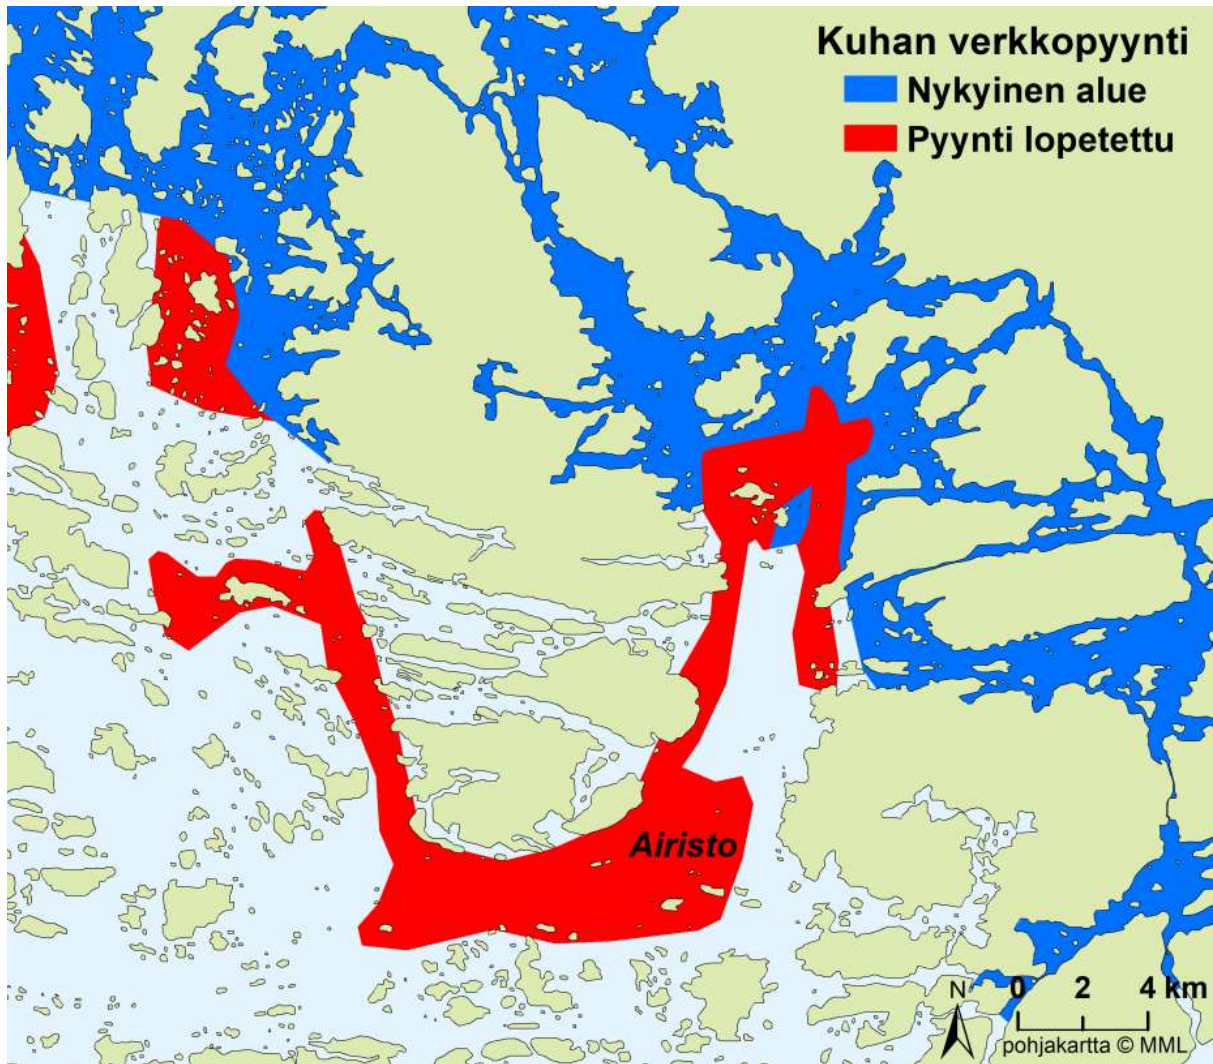 Kuhan verkkopyynti
Nykyinen alue
Pyynti lopetettu
Airisto
N
0 2 4 km
pohjakartta © MML